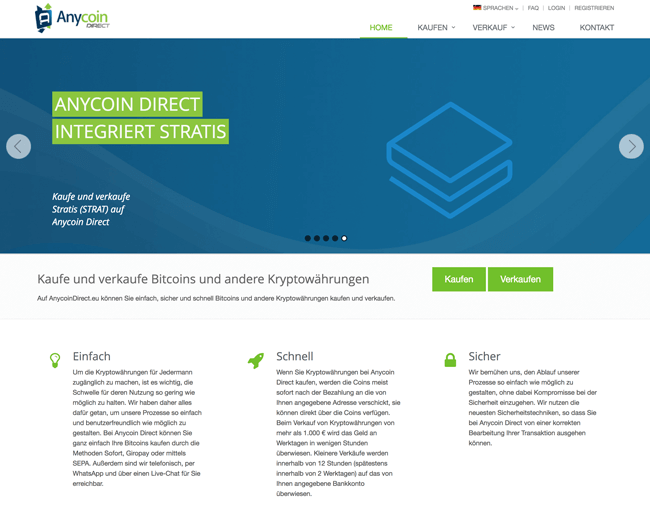 Anycoin
DIRECT
SPRACHEN | FAQ | LOGIN | REGISTRIEREN
HOME KAUFEN VERKAUF NEWS KONTAKT
ANYCOIN DIRECT
INTEGRIERT STRATIS
Kaufe und verkaufe
Stratis (STRAT) auf
Anycoin Direct
Kaufe und verkaufe Bitcoins und andere Kryptowährungen
Kaufen Verkaufen
Auf AnycoinDirect.eu können Sie einfach, sicher und schnell Bitcoins und andere Kryptowährungen kaufen und verkaufen.
Einfach
Um die Kryptowährungen für Jedermann
zugänglich zu machen, ist es wichtig, die
Schwelle für deren Nutzung so gering wie
möglich zu halten. Wir haben daher alles
dafür getan, um unsere Prozesse so einfach
und benutzerfreundlich wie möglich zu
gestalten. Bei Anycoin Direct können Sie
ganz einfach Ihre Bitcoins kaufen durch die
Methoden Sofort, Giropay oder mittels
SEPA. Außerdem sind wir telefonisch, per
WhatsApp und über einen Live-Chat für Sie
erreichbar.
Schnell
Wenn Sie Kryptowährungen bei Anycoin
Direct kaufen, werden die Coins meist
sofort nach der Bezahlung an die von
Ihnen angegebene Adresse verschickt, sie
können direkt über die Coins verfügen.
Beim Verkauf von Kryptowährungen von
mehr als 1.000 € wird das Geld an
Werktagen in wenigen Stunden
überwiesen. Kleinere Verkäufe werden
innerhalb von 12 Stunden (spätestens
innerhalb von 2 Werktagen) auf das von
Ihnen angegebene Bankkonto
überwiesen.
Sicher
Wir bemühen uns, den Ablauf unserer
Prozesse so einfach wie möglich zu
gestalten, ohne dabei Kompromisse bei der
Sicherheit einzugehen. Wir nutzen die
neuesten Sicherheitstechniken, so dass Sie
bei Anycoin Direct von einer korrekten
Bearbeitung Ihrer Transaktion ausgehen
können.